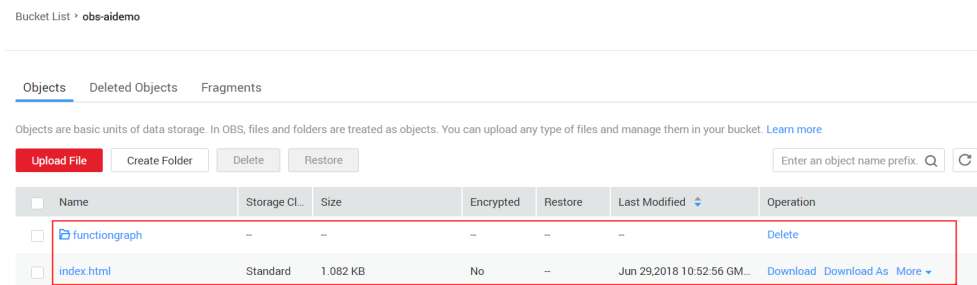 Bucket List > obs-aidemo
Objects Deleted Objects Fragments
Objects are basic units of data storage. In OBS, files and folders are treated as objects. You can upload any type of files and manage them in your bucket. Learn more
Upload File Create Folder Delete Restore Enter an object name prefix.
Name Storage Cl... Size Encrypted Restore Last Modified Operation
functiongraph -- -- -- -- -- Delete
index.html Standard 1.082 KB No -- Jun 29,2018 10:52:56 GM... Download Download As More